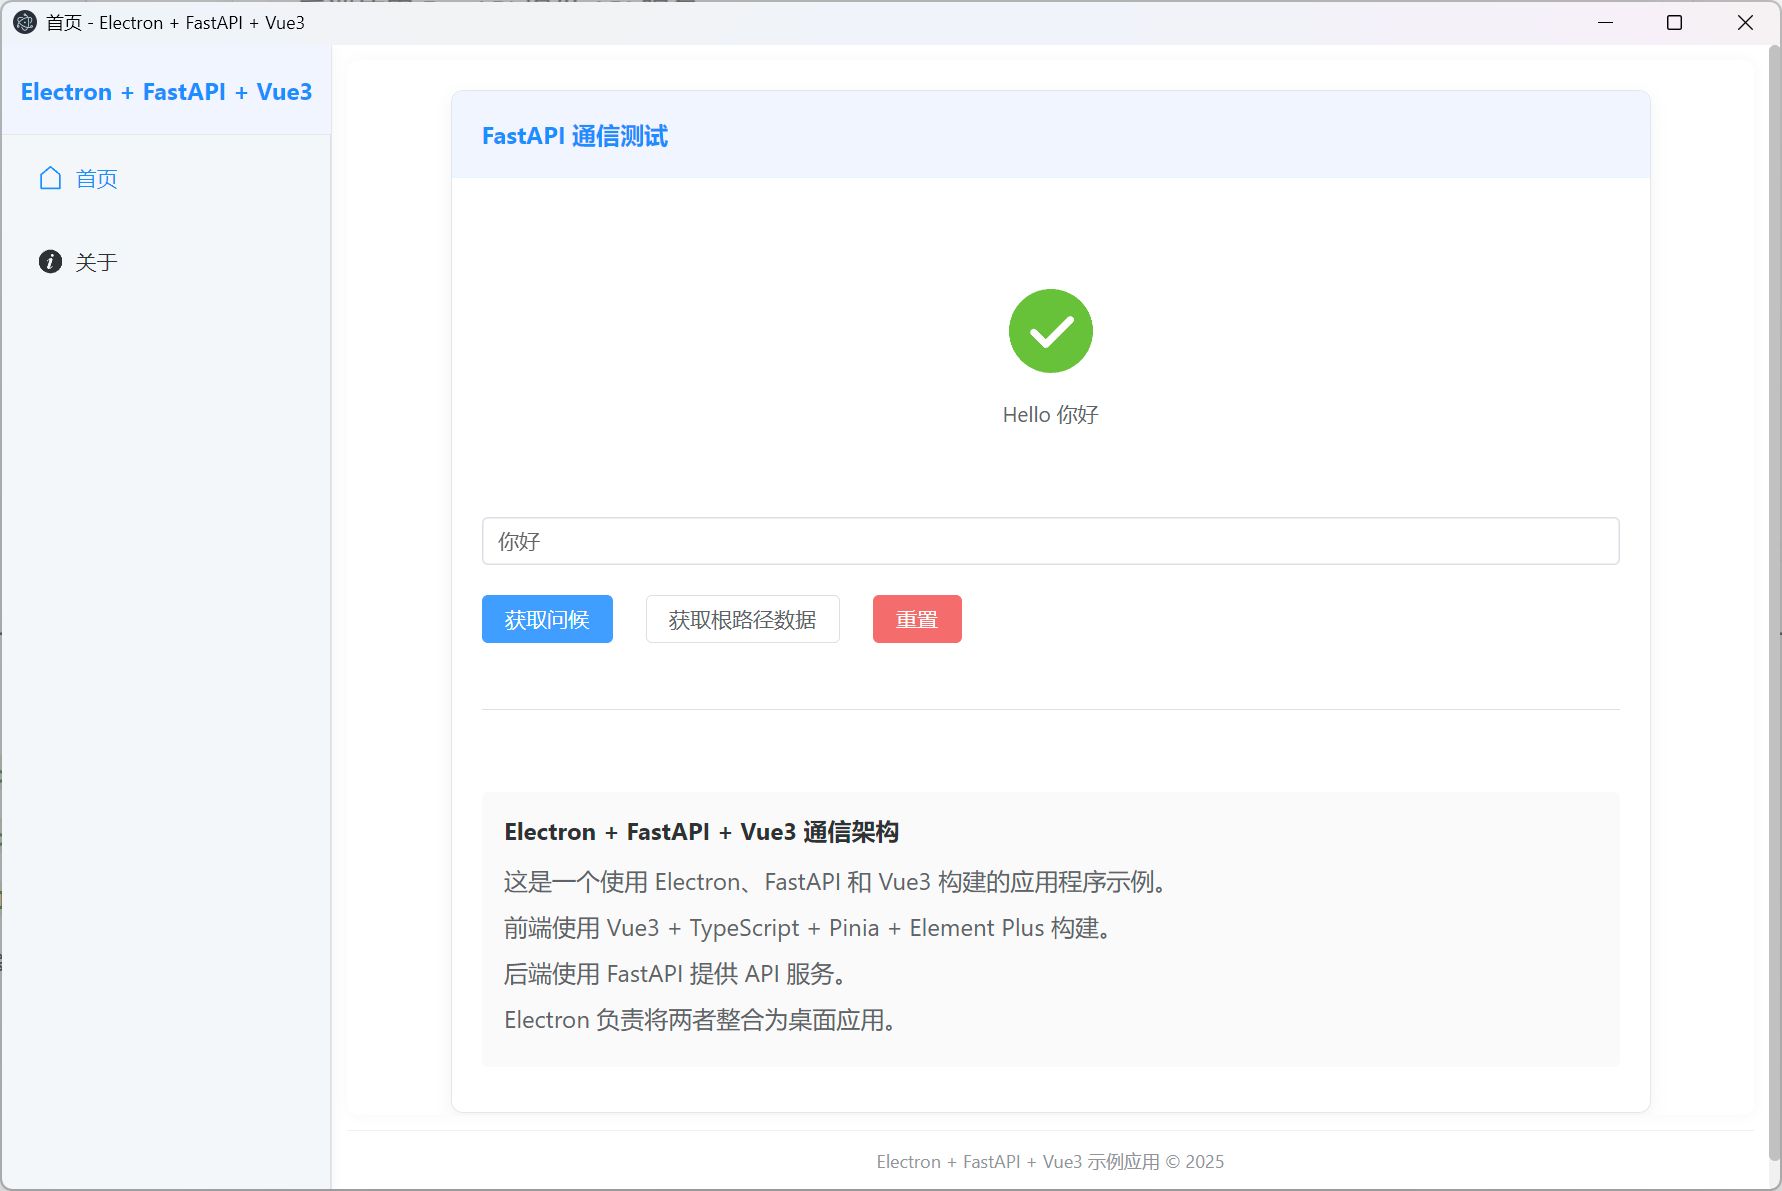 首页 - Electron + FastAPI + Vue3
Electron + FastAPI + Vue3
首页
关于
FastAPI 通信测试
Hello 你好
你好
获取问候
获取根路径数据
重置
Electron + FastAPI + Vue3 通信架构
这是一个使用 Electron、FastAPI 和 Vue3 构建的应用程序示例。
前端使用 Vue3 + TypeScript + Pinia + Element Plus 构建。
后端使用 FastAPI 提供 API 服务。
Electron 负责将两者整合为桌面应用。
Electron + FastAPI + Vue3 示例应用 © 2025